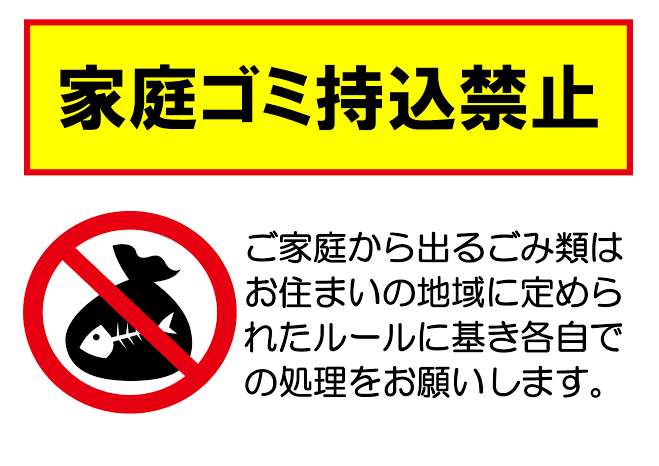 家庭ゴミ持込禁止
ご家庭から出るごみ類は
お住まいの地域に定めら
れたルールに基き各自で
の処理をお願いします。